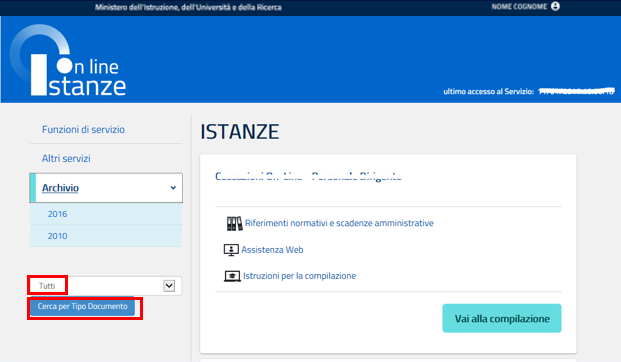 Ministero dell'Istruzione, dell'Università e della Ricerca
NOME COGNOME
on line
Istanze
ultimo accesso al Servizio:
Funzioni di servizio
Altri servizi
Archivio
2016
2010
Tutti
Cerca per Tipo Documento
ISTANZE
Cessazioni On-Line - Personale Dirigente
Riferimenti normativi e scadenze amministrative
Assistenza Web
Istruzioni per la compilazione
Vai alla compilazione